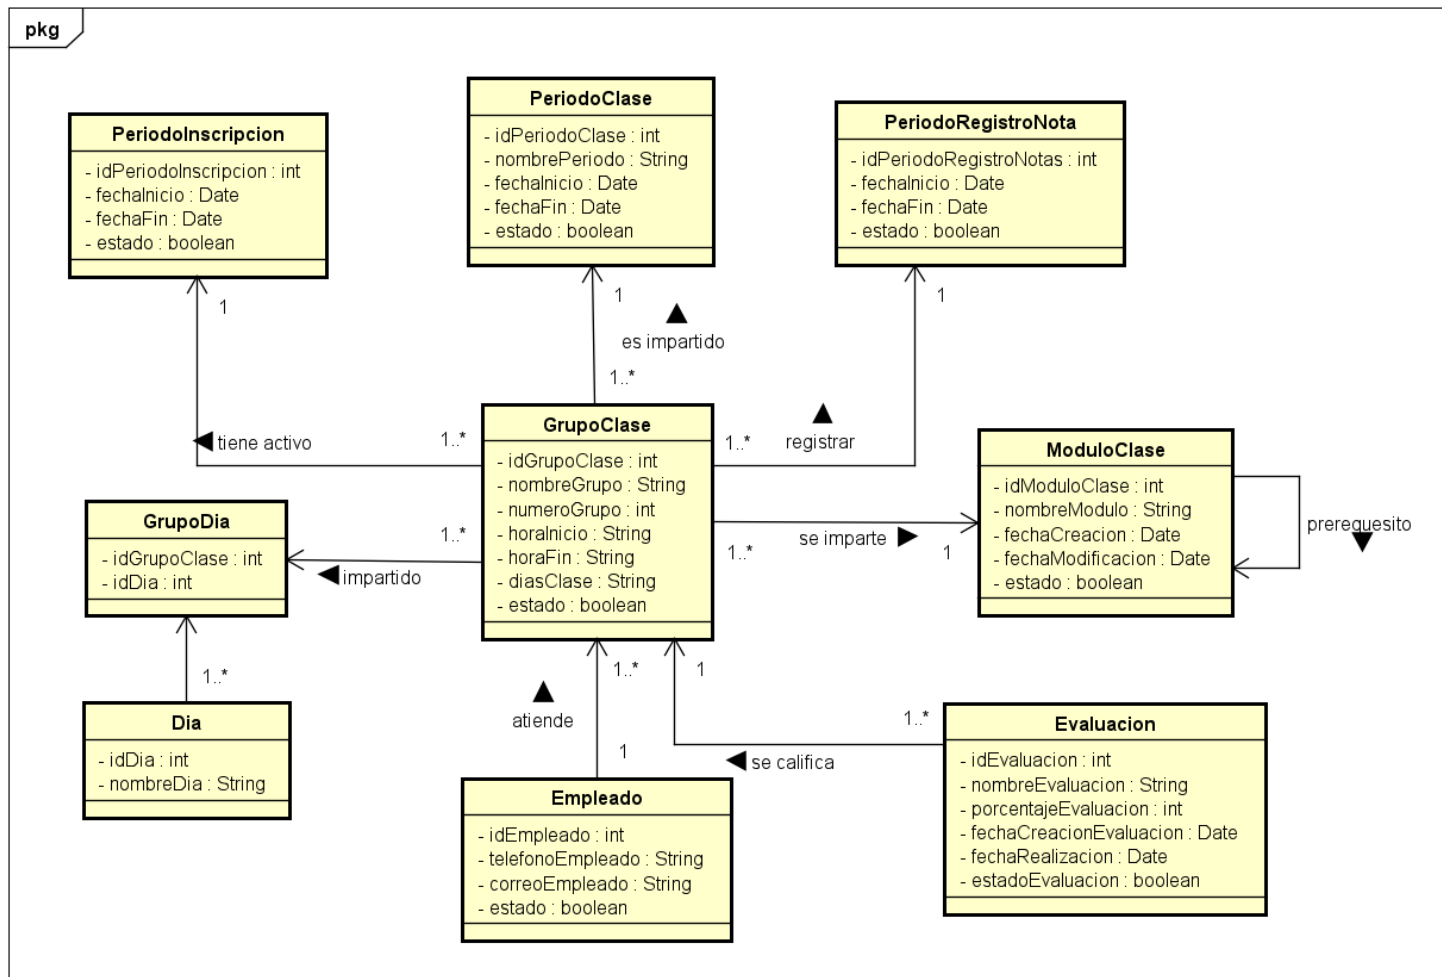 pkg
PeriodoInscripcion
- idPeriodoInscripcion : int
- fechaInicio : Date
- fechaFin : Date
- estado : boolean
PeriodoClase
- idPeriodoClase : int
- nombrePeriodo : String
- fechaInicio : Date
- fechaFin : Date
- estado : boolean
PeriodoRegistroNota
- idPeriodoRegistroNotas : int
- fechaInicio : Date
- fechaFin : Date
- estado : boolean
1
1
1
es impartido
1..*
tiene activo
1..*
1..*
registrar
GrupoClase
- idGrupoClase : int
- nombreGrupo : String
- numeroGrupo : int
- horaInicio : String
- horaFin : String
- diasClase : String
- estado : boolean
ModuloClase
- idModuloClase : int
- nombreModulo : String
- fechaCreacion : Date
- fechaModificacion : Date
- estado : boolean
prerequesito
1..*
se imparte
1
GrupoDia
- idGrupoClase : int
- idDia : int
1..*
impartido
1..*
Dia
- idDia : int
- nombreDia : String
1..*
atiende
1
1
1..*
se califica
Empleado
- idEmpleado : int
- telefonoEmpleado : String
- correoEmpleado : String
- estado : boolean
Evaluacion
- idEvaluacion : int
- nombreEvaluacion : String
- porcentajeEvaluacion : int
- fechaCreacionEvaluacion : Date
- fechaRealizacion : Date
- estadoEvaluacion : boolean